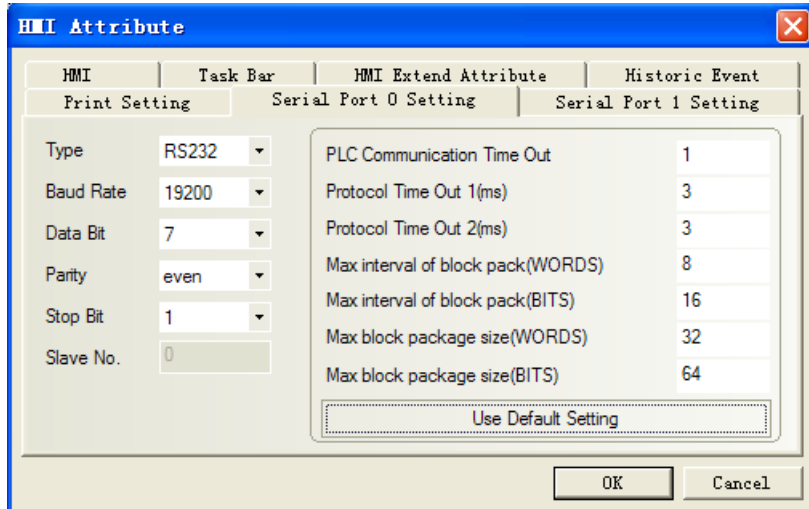 HMI Attribute
HMI Task Bar HMI Extend Attribute Historic Event
Print Setting Serial Port 0 Setting Serial Port 1 Setting
Type RS232
Baud Rate 19200
Data Bit 7
Parity even
Stop Bit 1
Slave No. 0
PLC Communication Time Out 1
Protocol Time Out 1(ms) 3
Protocol Time Out 2(ms) 3
Max interval of block pack(WORDS) 8
Max interval of block pack(BITS) 16
Max block package size(WORDS) 32
Max block package size(BITS) 64
Use Default Setting
OK Cancel